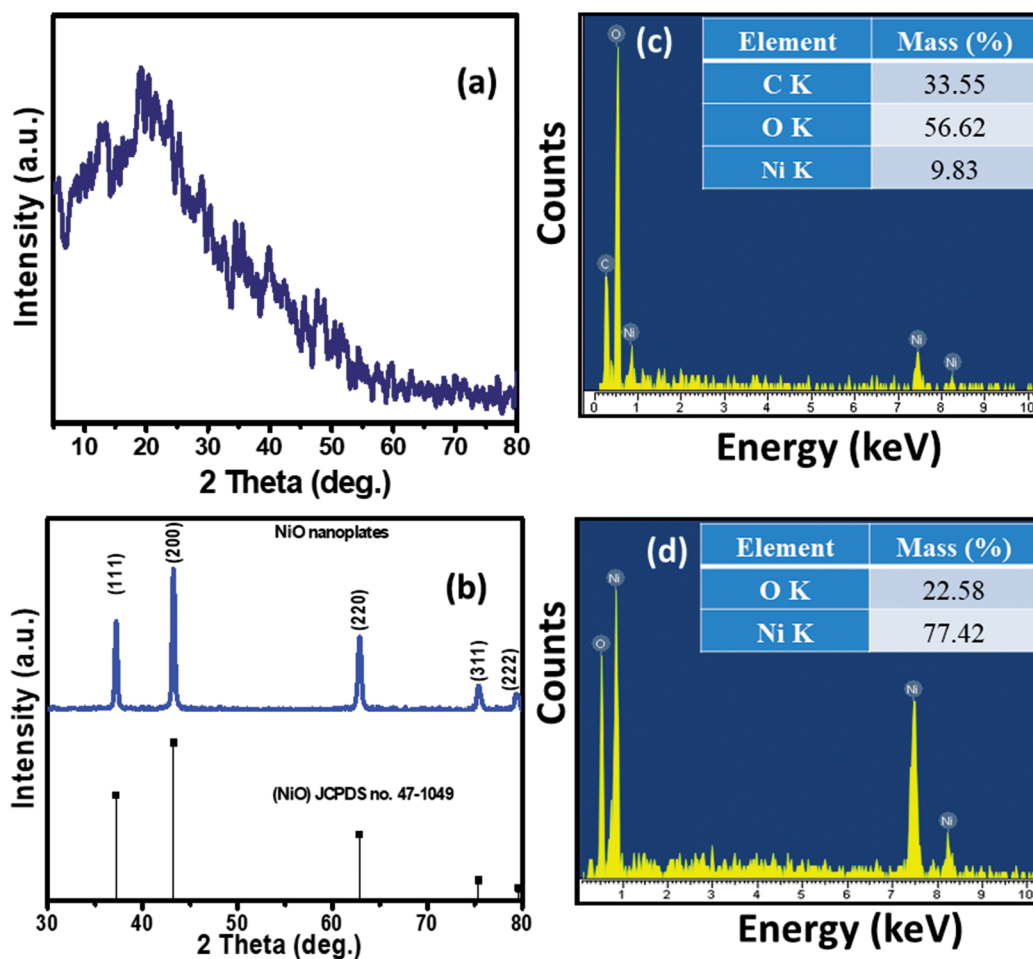 (a)
Intensity (a.u.)
10 20 30 40 50 60 70 80
2 Theta (deg.)
(c)
Element Mass (%)
C K 33.55
O K 56.62
Ni K 9.83
O
C
Ni
Ni
Ni
Counts
0 1 2 3 4 5 6 7 8 9 10
Energy (keV)
NiO nanoplates
(b)
(111)
(200)
(220)
(311)
(222)
Intensity (a.u.)
(NiO) JCPDS no. 47-1049
30 40 50 60 70 80
2 Theta (deg.)
(d)
Element Mass (%)
O K 22.58
Ni K 77.42
O
Ni
Ni
Ni
Counts
1 2 3 4 5 6 7 8 9 10
Energy (keV)